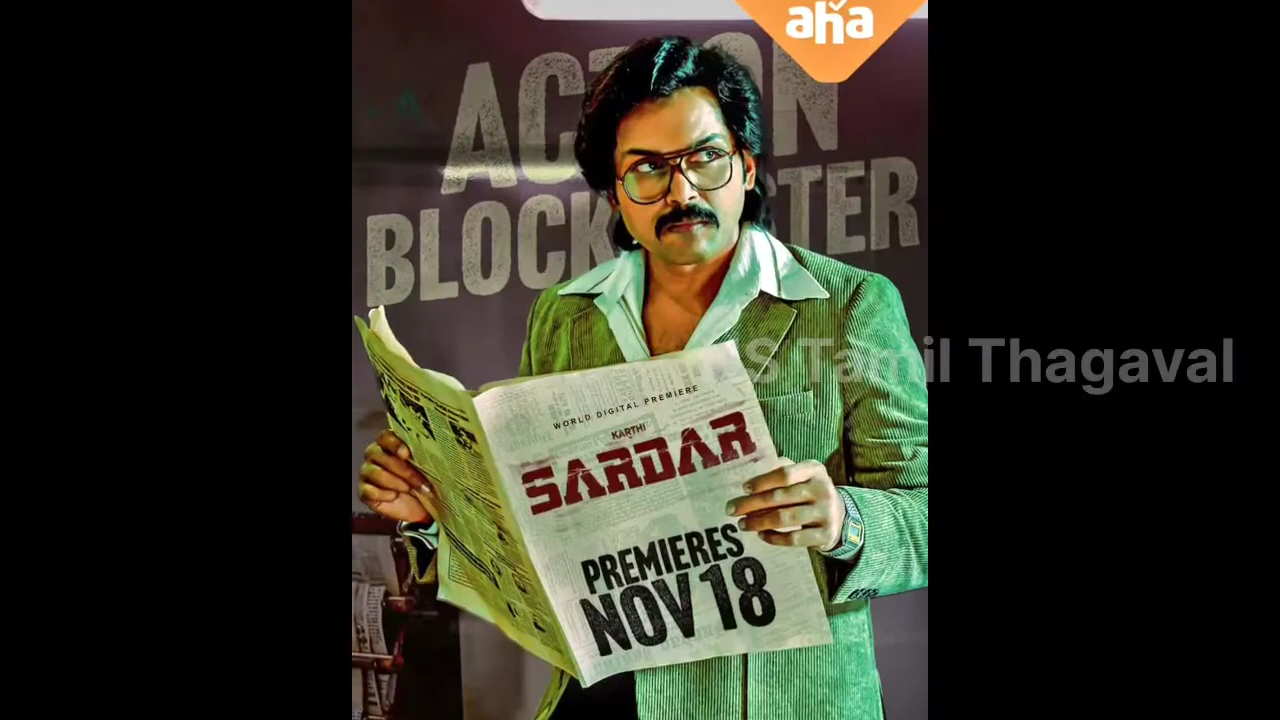 aha
ACTION
BLOCKBUSTER
S Tamil Thagaval
WORLD DIGITAL PREMIERE
KARTHI
SARDAR
PREMIERES
NOV 18